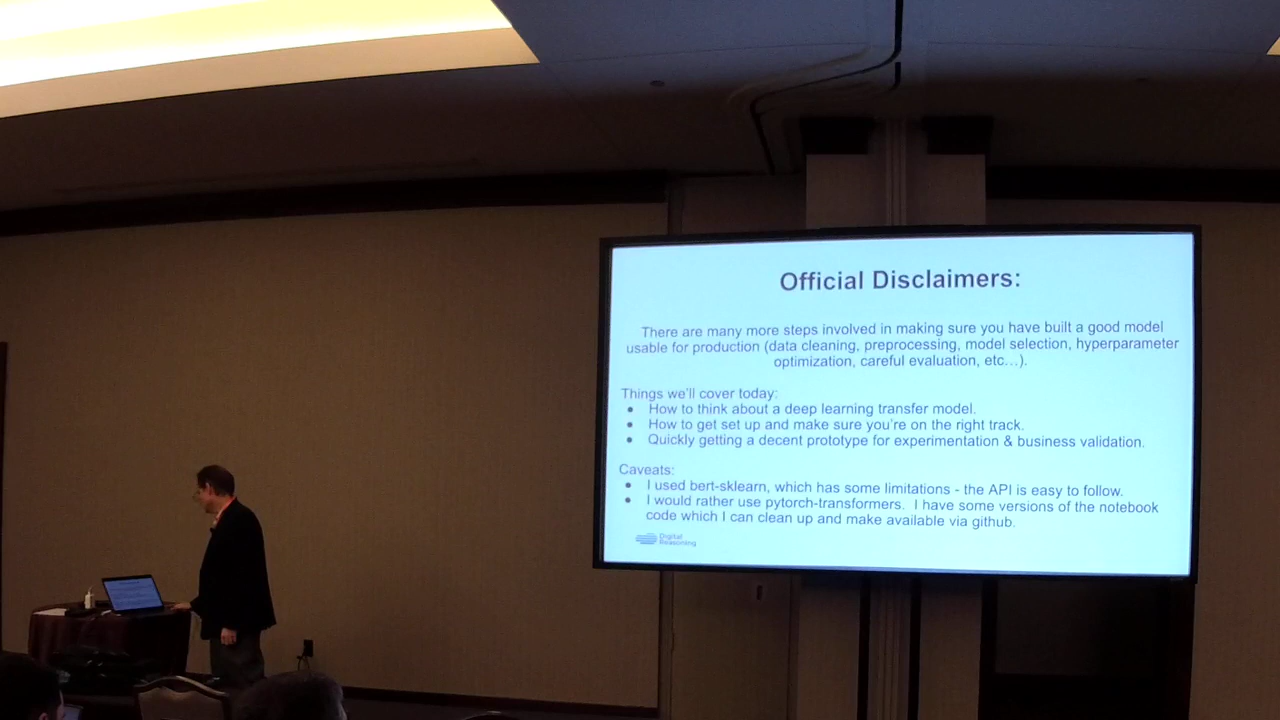 Official Disclaimers:
There are many more steps involved in making sure you have built a good model
usable for production (data cleaning, preprocessing, model selection, hyperparameter
optimization, careful evaluation, etc…).
Things we'll cover today:
● How to think about a deep learning transfer model.
● How to get set up and make sure you're on the right track.
● Quickly getting a decent prototype for experimentation & business validation.
Caveats:
● I used bert-sklearn, which has some limitations - the API is easy to follow.
● I would rather use pytorch-transformers. I have some versions of the notebook
code which I can clean up and make available via github.
Digital
Reasoning